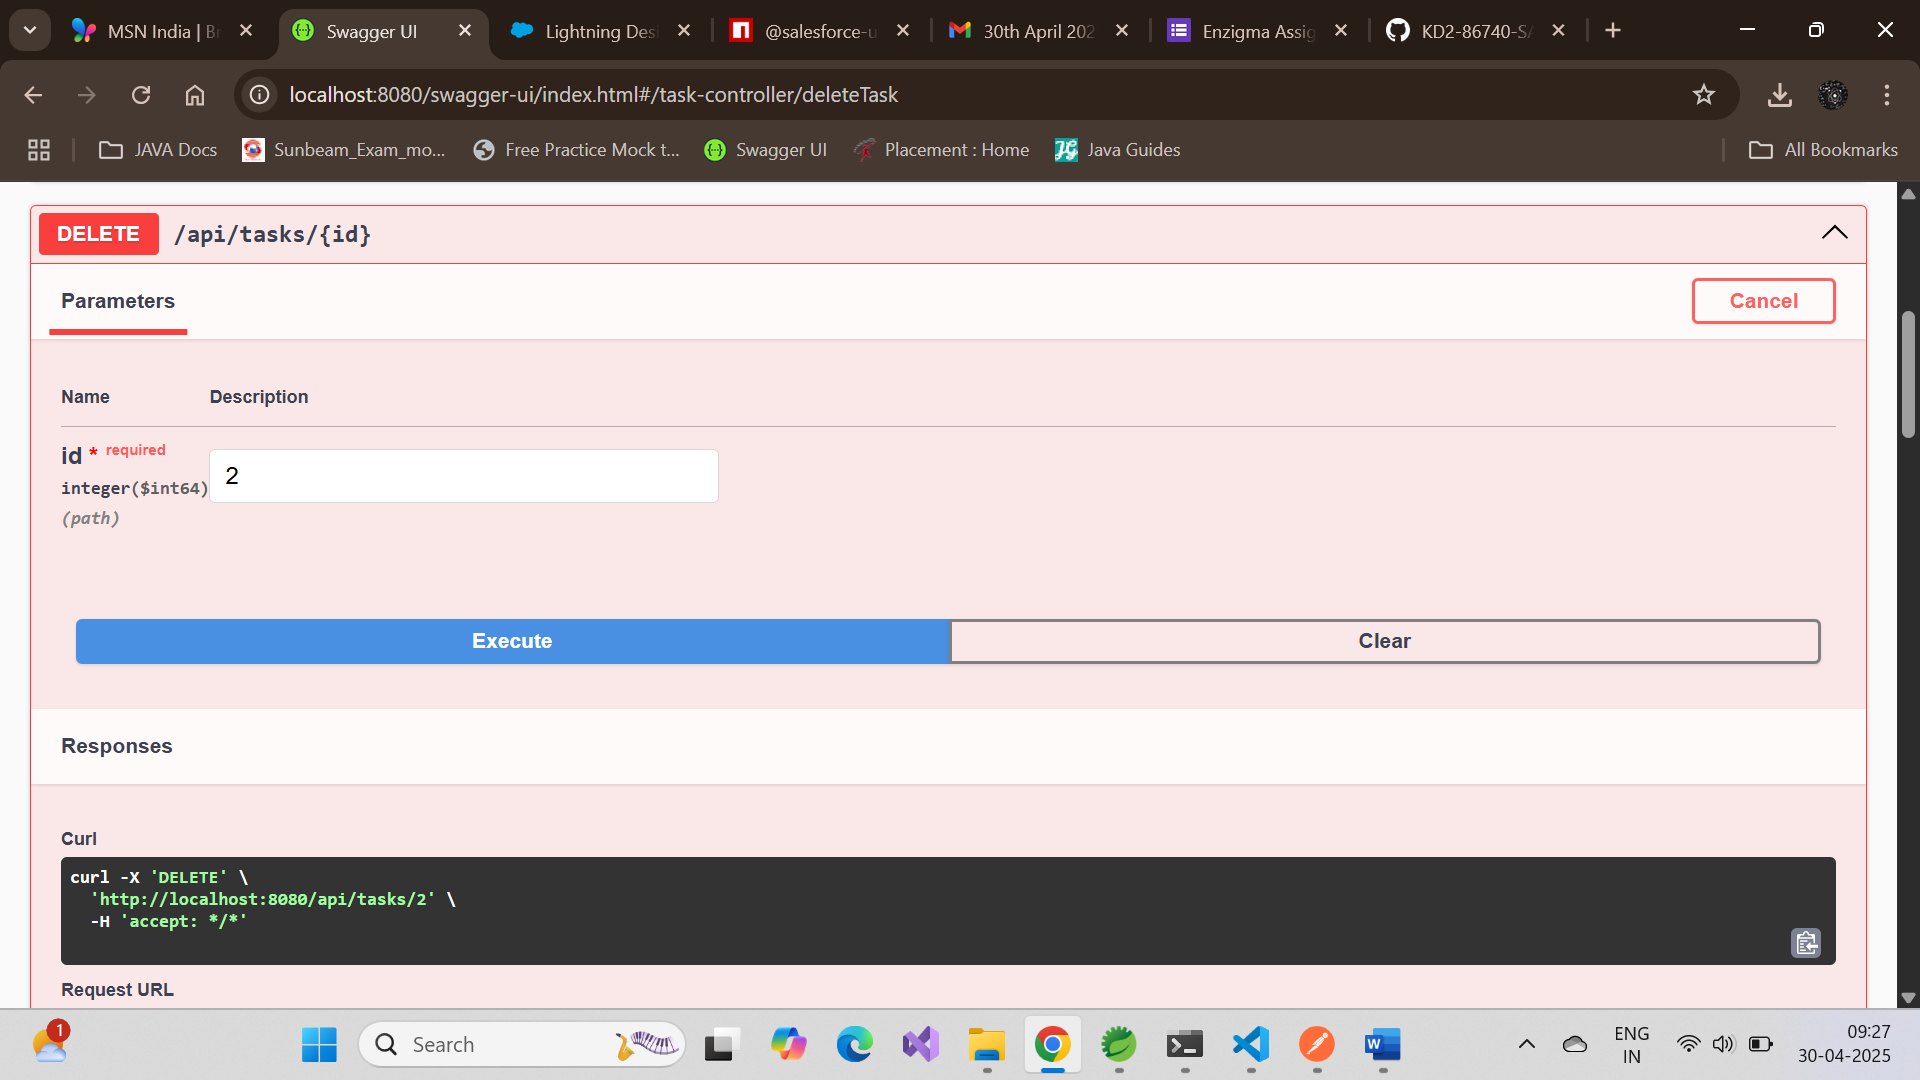 MSN India | Br
Swagger UI
Lightning Desi
@salesforce-u
30th April 202
Enzigma Assig
KD2-86740-SA
localhost:8080/swagger-ui/index.html#/task-controller/deleteTask
JAVA Docs
Sunbeam_Exam_mo...
Free Practice Mock t...
Swagger UI
Placement : Home
Java Guides
All Bookmarks
DELETE /api/tasks/{id}
Parameters
Cancel
Name Description
id * required
integer($int64)
(path)
2
Execute
Clear
Responses
Curl
curl -X 'DELETE' \
'http://localhost:8080/api/tasks/2' \
-H 'accept: */*'
Request URL
1
Search
ENG
IN
09:27
30-04-2025